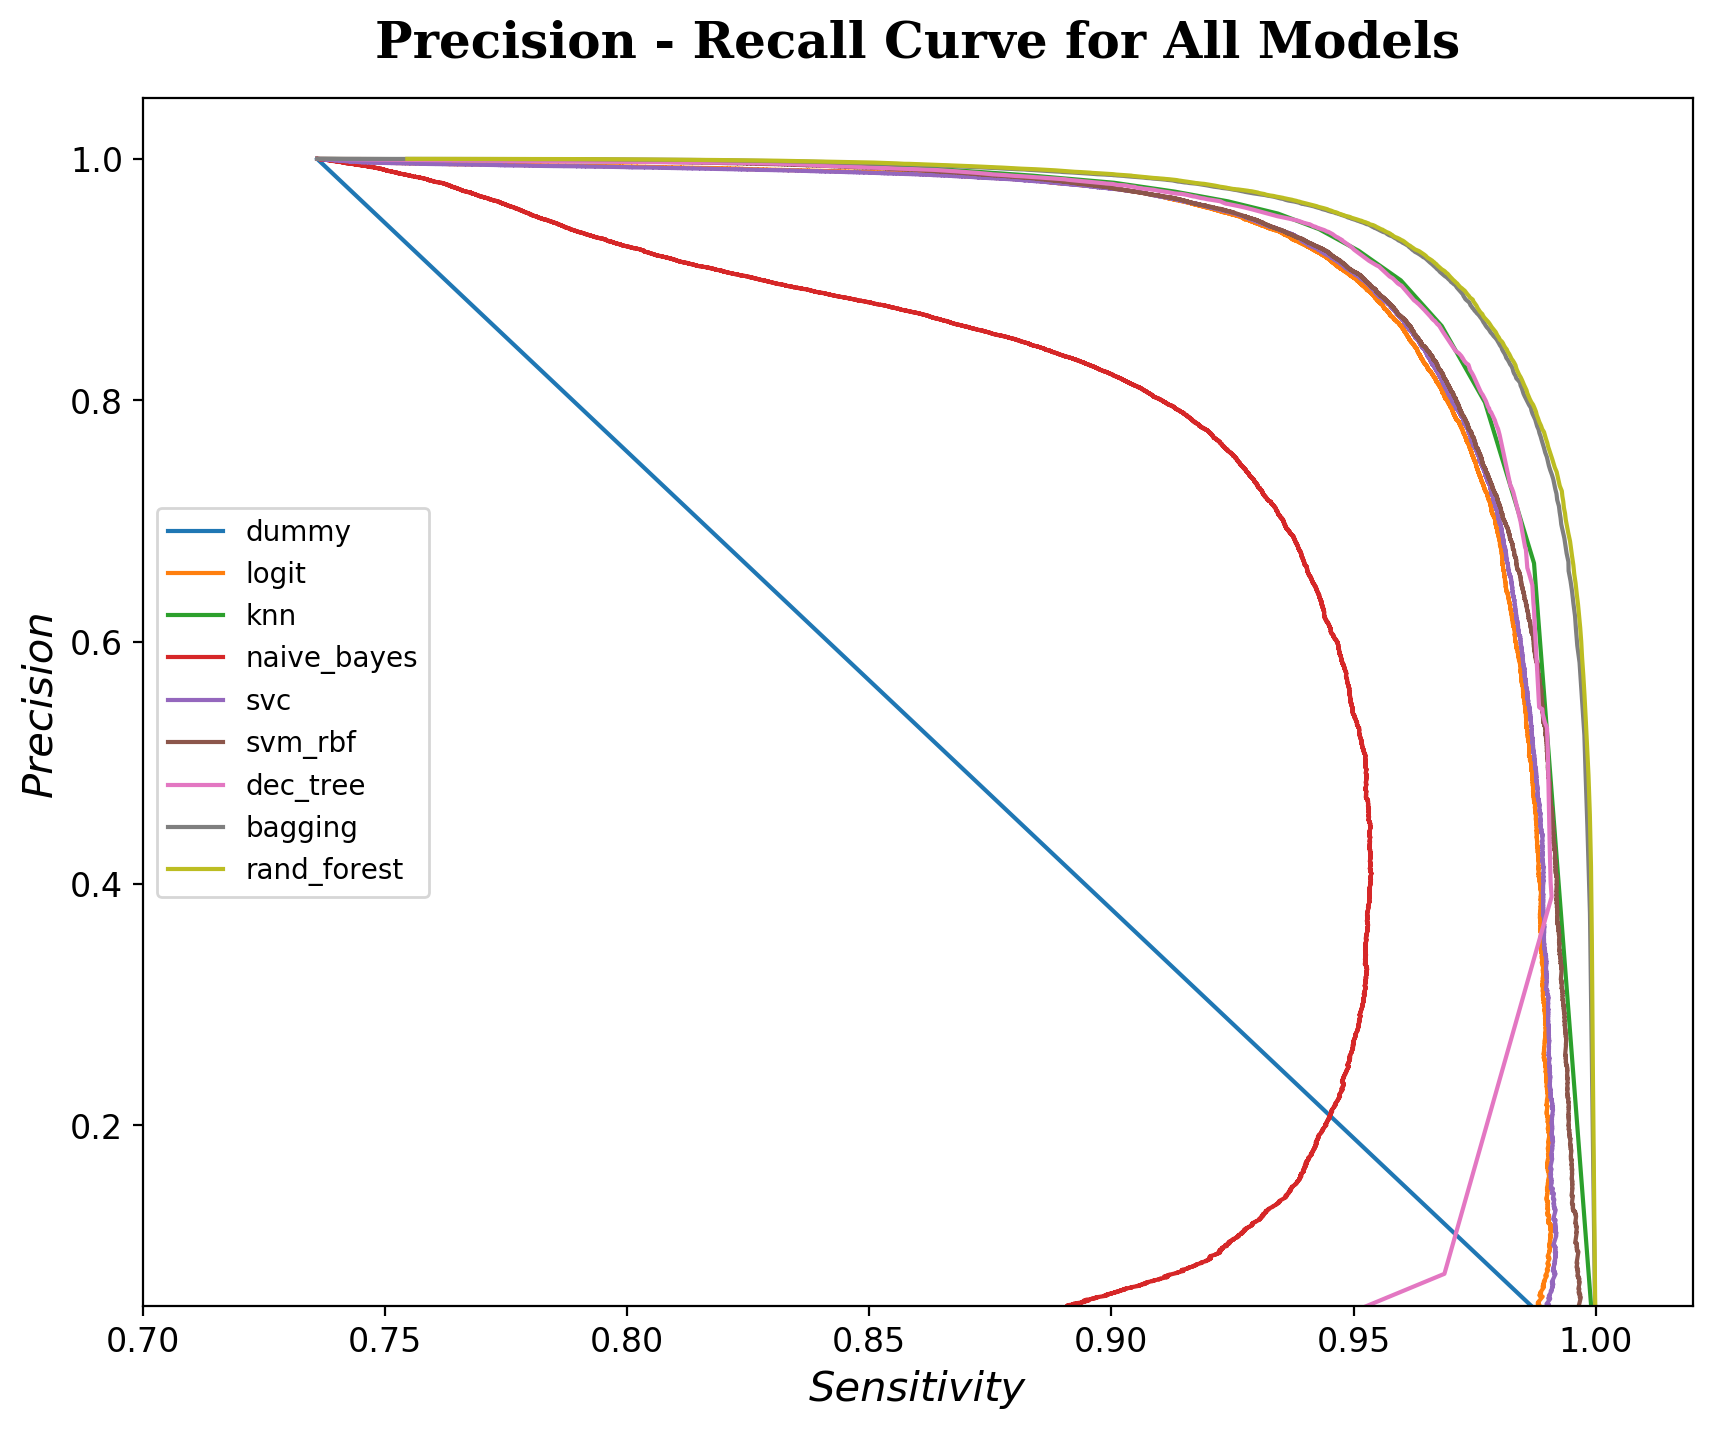 Precision - Recall Curve for All Models
1.0
0.8
0.6
0.4
0.2
Precision
dummy
logit
knn
naive_bayes
svc
svm_rbf
dec_tree
bagging
rand_forest
0.70 0.75 0.80 0.85 0.90 0.95 1.00
Sensitivity